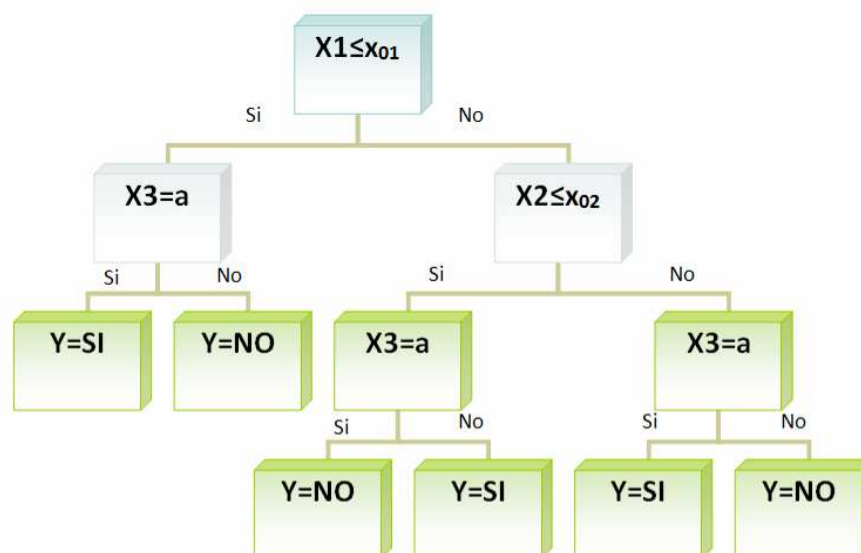 X1≤x₀₁
Si
No
X3=a
X2≤x₀₂
Si
No
Si
No
Y=SI
Y=NO
X3=a
X3=a
Si
No
Si
No
Y=NO
Y=SI
Y=SI
Y=NO